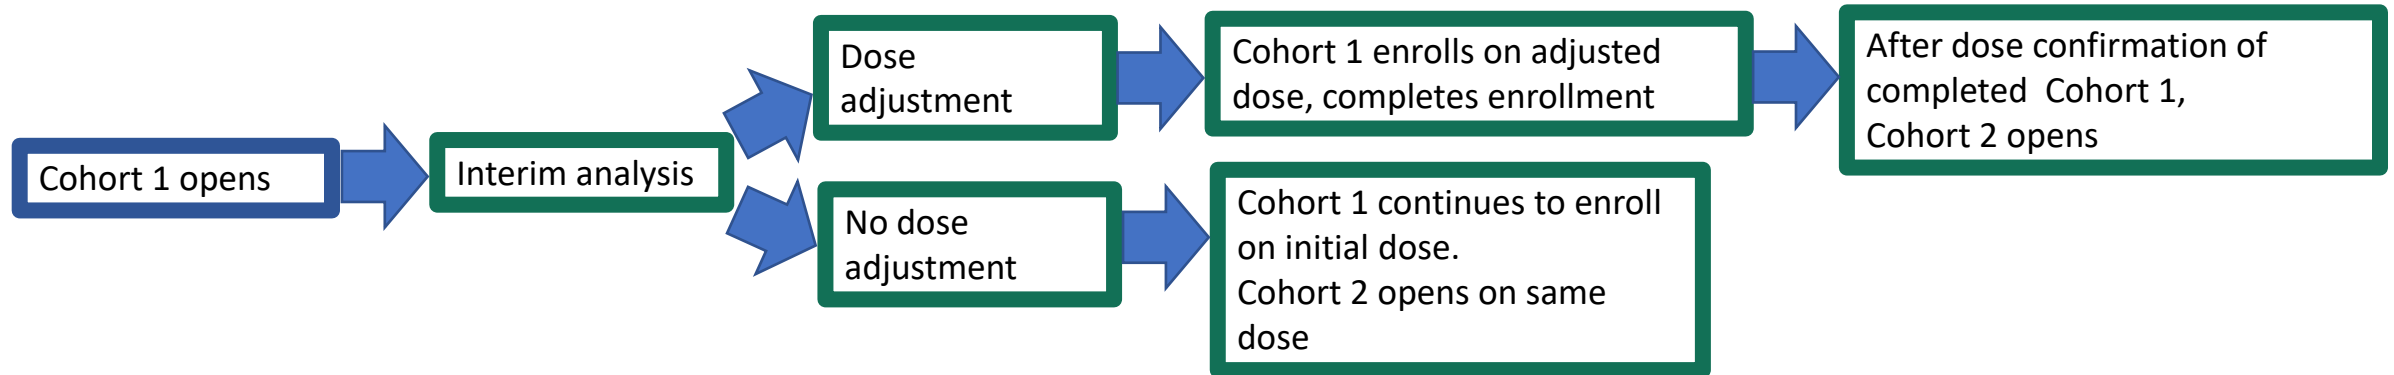 Cohort 1 opens
Interim analysis
Dose
adjustment
Cohort 1 enrolls on adjusted
dose, completes enrollment
After dose confirmation of
completed  Cohort 1,
Cohort 2 opens
No dose
adjustment
Cohort 1 continues to enroll
on initial dose.
Cohort 2 opens on same
dose